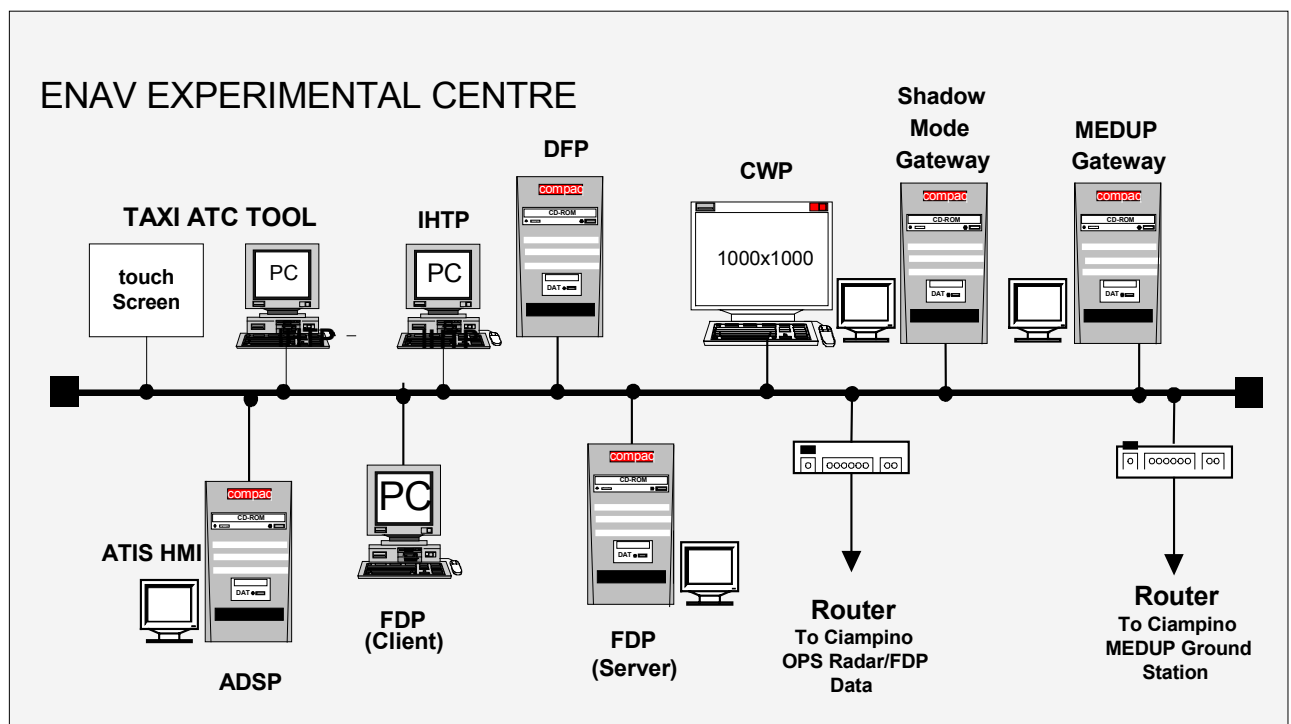 ENAV EXPERIMENTAL CENTRE
Shadow
Mode
Gateway
MEDUP
Gateway
DFP
CWP
TAXI ATC TOOL
IHTP
compaq
CD-ROM
DAT
compaq
CD-ROM
DAT
compaq
CD-ROM
DAT
touch
Screen
PC
PC
1000x1000
compaq
CD-ROM
DAT
ATIS HMI
ADSP
PC
FDP
(Client)
compaq
CD-ROM
DAT
FDP
(Server)
Router
To Ciampino
OPS Radar/FDP
Data
Router
To Ciampino
MEDUP Ground
Station